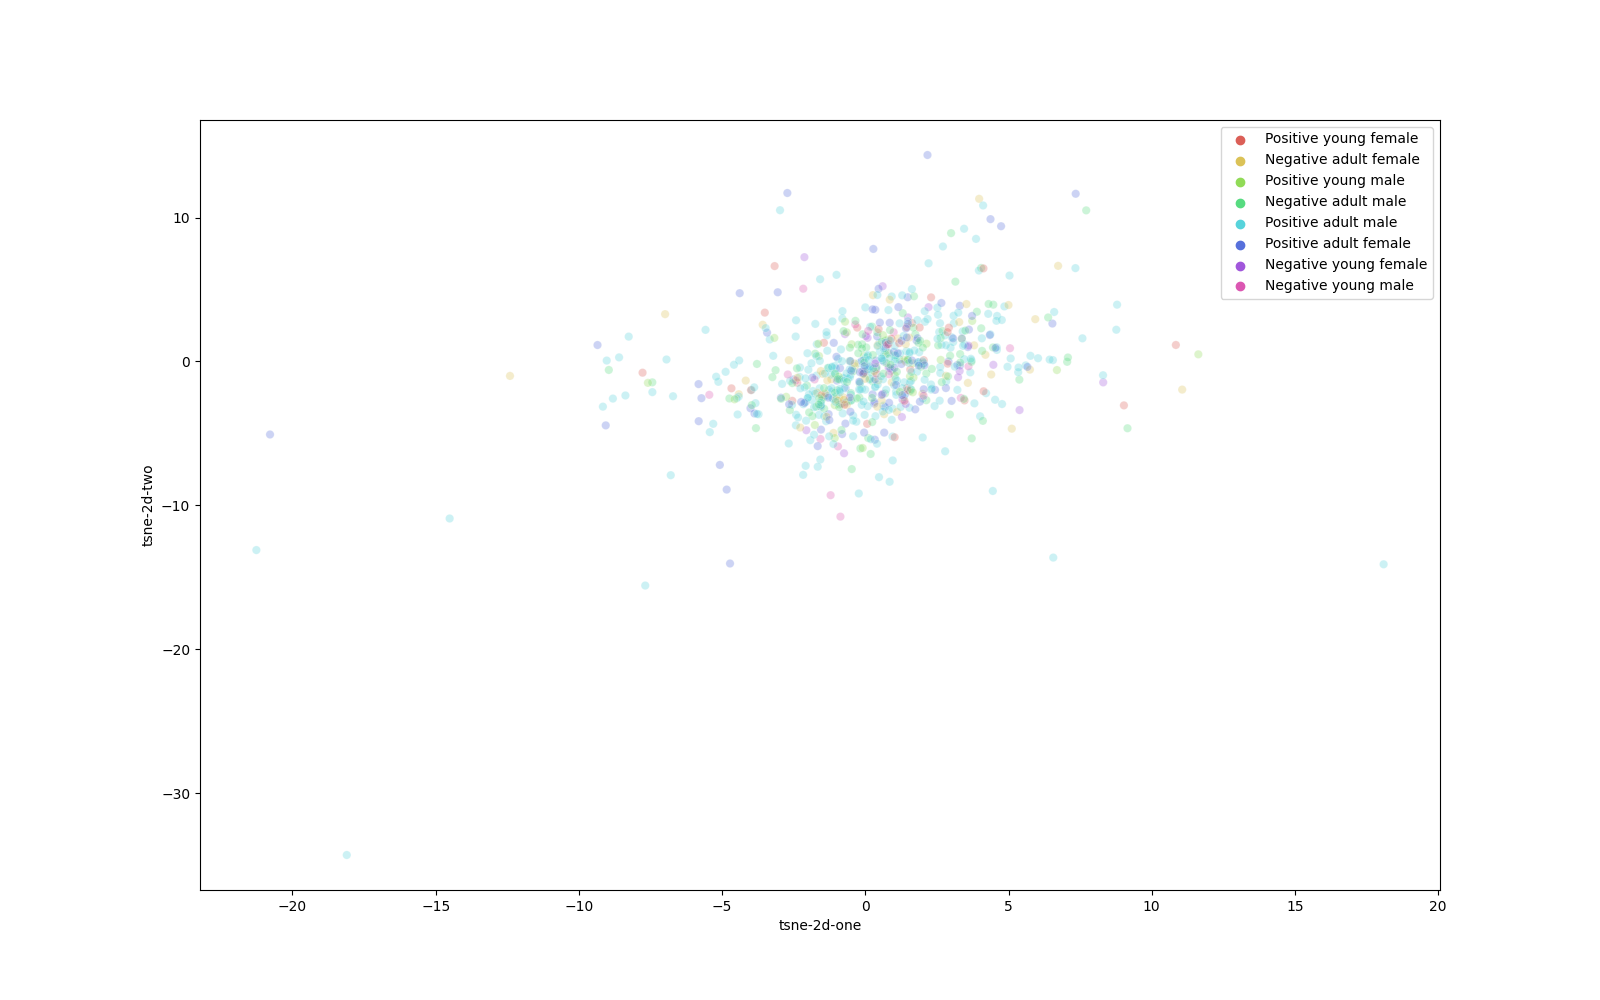 Positive young female
Negative adult female
Positive young male
Negative adult male
Positive adult male
Positive adult female
Negative young female
Negative young male
10
0
−10
−20
−30
tsne-2d-two
−20
−15
−10
−5
0
5
10
15
20
tsne-2d-one